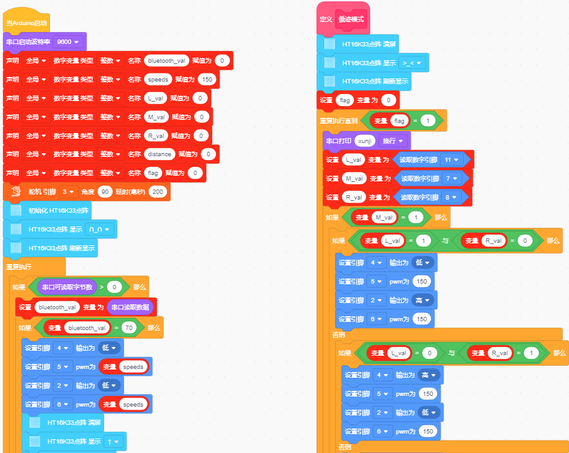 当Arduino启动
串口启动波特率 9600
声明 全局 数字变量 类型 整数 名称 bluetooth_val 赋值为 0
声明 全局 数字变量 类型 整数 名称 speeds 赋值为 150
声明 全局 数字变量 类型 整数 名称 L_val 赋值为 0
声明 全局 数字变量 类型 整数 名称 M_val 赋值为 0
声明 全局 数字变量 类型 整数 名称 R_val 赋值为 0
声明 全局 数字变量 类型 整数 名称 distance 赋值为 0
声明 全局 数字变量 类型 整数 名称 flag 赋值为 0
舵机 引脚 3 角度 90 延时(毫秒) 200
初始化 HT16K33点阵
HT16K33点阵 显示 n_n
HT16K33点阵 刷新显示
重复执行
如果 串口可读取字节数 > 0 那么
设置 bluetooth_val 变量 为 串口读取数据
如果 变量 bluetooth_val = 70 那么
设置引脚 4 输出为 低
设置引脚 5 pwm为 变量 speeds
设置引脚 2 输出为 低
设置引脚 6 pwm为 变量 speeds
HT16K33点阵 清屏
HT16K33点阵 显示 ↑
定义 循迹模式
HT16K33点阵 清屏
HT16K33点阵 显示 >_<
HT16K33点阵 刷新显示
设置 flag 变量 为 0
重复执行直到 变量 flag = 1
串口打印 xunji 换行
设置 L_val 变量 为 读取数字引脚 11
设置 M_val 变量 为 读取数字引脚 7
设置 R_val 变量 为 读取数字引脚 8
如果 变量 M_val = 1 那么
如果 变量 L_val = 1 与 变量 R_val = 0 那么
设置引脚 4 输出为 低
设置引脚 5 pwm为 150
设置引脚 2 输出为 高
设置引脚 6 pwm为 150
否则
如果 变量 L_val = 0 与 变量 R_val = 1 那么
设置引脚 4 输出为 高
设置引脚 5 pwm为 150
设置引脚 2 输出为 低
设置引脚 6 pwm为 150
否则